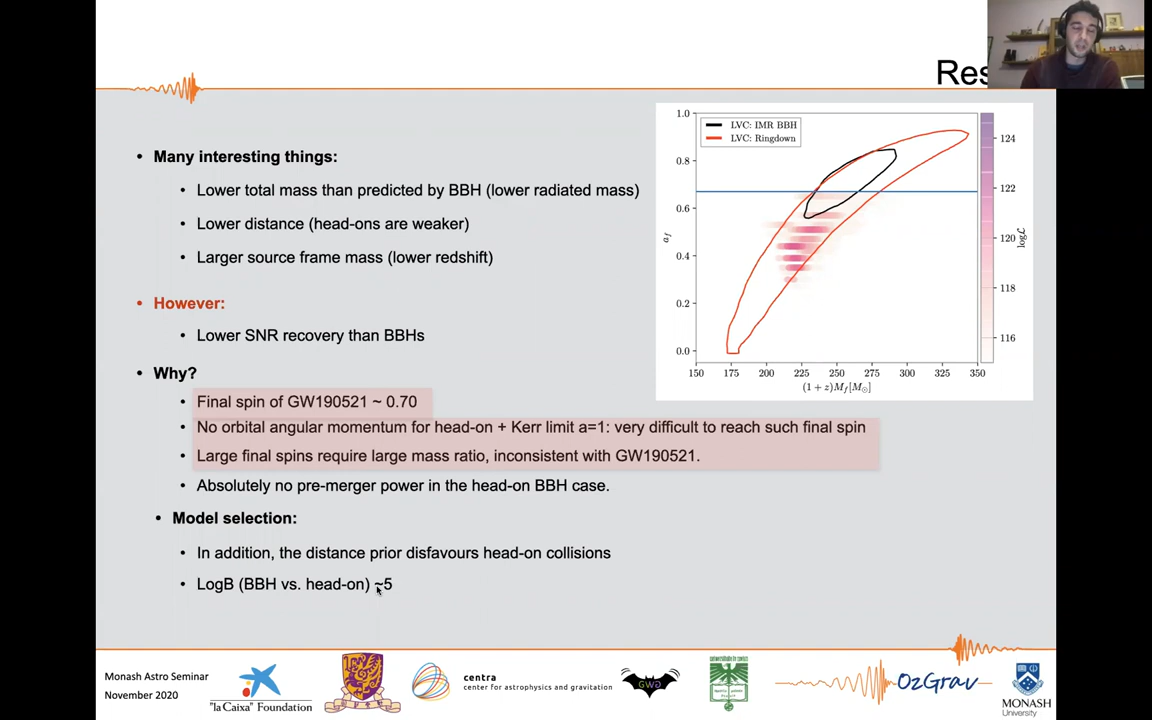 Res
• Many interesting things:
• Lower total mass than predicted by BBH (lower radiated mass)
• Lower distance (head-ons are weaker)
• Larger source frame mass (lower redshift)
• However:
• Lower SNR recovery than BBHs
• Why?
• Final spin of GW190521 ~ 0.70
• No orbital angular momentum for head-on + Kerr limit a=1: very difficult to reach such final spin
• Large final spins require large mass ratio, inconsistent with GW190521.
• Absolutely no pre-merger power in the head-on BBH case.
• Model selection:
• In addition, the distance prior disfavours head-on collisions
• LogB (BBH vs. head-on) ~5
LVC: IMR BBH
LVC: Ringdown
1.0
0.8
0.6
0.4
0.2
0.0
a_f
150 175 200 225 250 275 300 325 350
(1 + z)M_f[M_⊙]
124
122
120
118
116
logℒ
Monash Astro Seminar
November 2020
"la Caixa" Foundation
centra
center for astrophysics and gravitation
GWG
OzGrav
MONASH
University